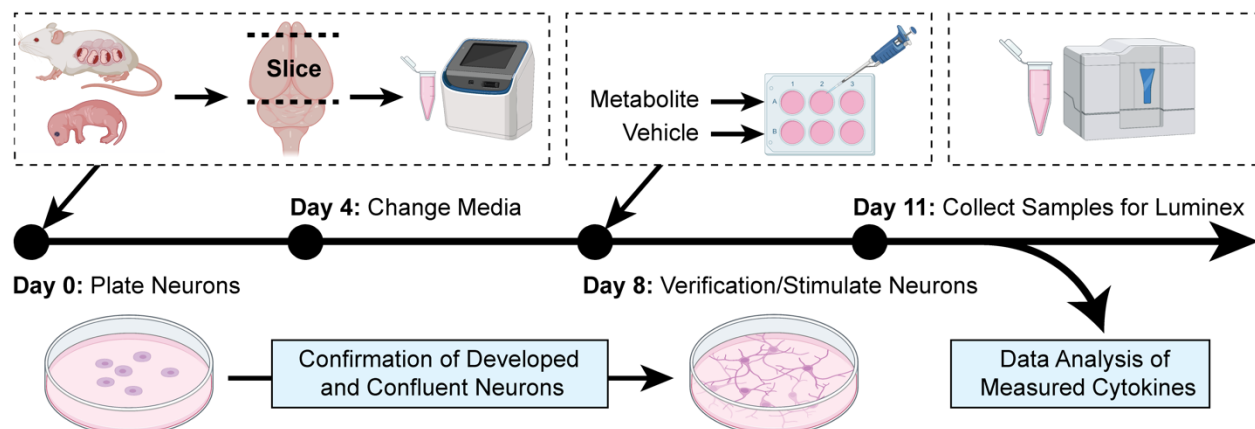 Slice
Metabolite
Vehicle
1 2 3
A
B
Day 4: Change Media
Day 11: Collect Samples for Luminex
Day 0: Plate Neurons
Day 8: Verification/Stimulate Neurons
Confirmation of Developed
and Confluent Neurons
Data Analysis of
Measured Cytokines